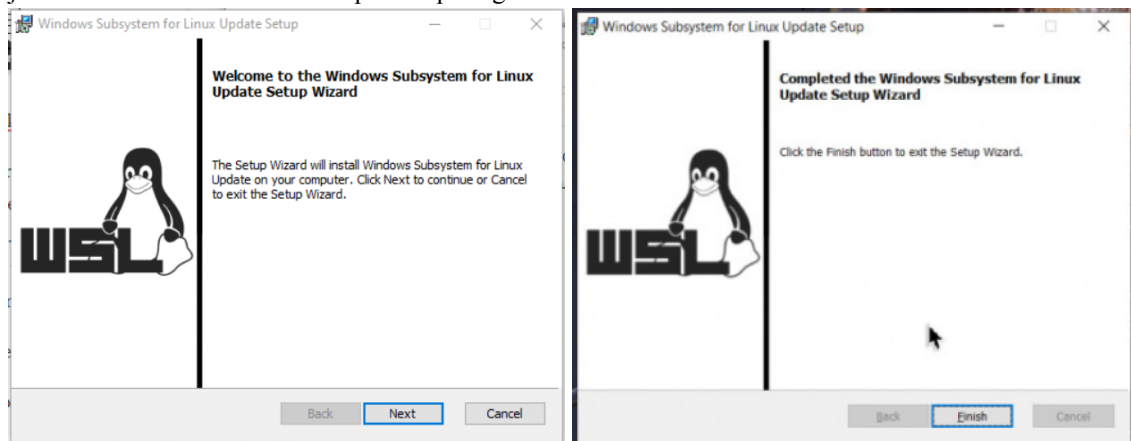 Windows Subsystem for Linux Update Setup
Welcome to the Windows Subsystem for Linux
Update Setup Wizard
The Setup Wizard will install Windows Subsystem for Linux
Update on your computer. Click Next to continue or Cancel
to exit the Setup Wizard.
WSL
Back Next Cancel
Windows Subsystem for Linux Update Setup
Completed the Windows Subsystem for Linux
Update Setup Wizard
Click the Finish button to exit the Setup Wizard.
WSL
Back Finish Cancel